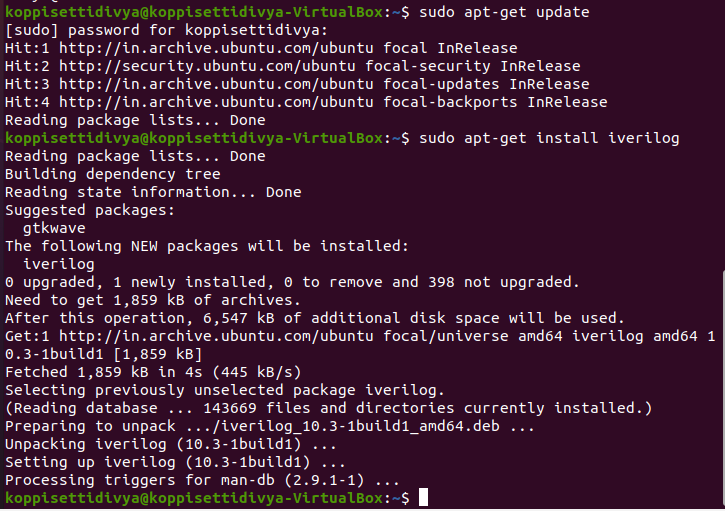 koppisettidivya@koppisettidivya-VirtualBox:~$ sudo apt-get update
[sudo] password for koppisettidivya:
Hit:1 http://in.archive.ubuntu.com/ubuntu focal InRelease
Hit:2 http://security.ubuntu.com/ubuntu focal-security InRelease
Hit:3 http://in.archive.ubuntu.com/ubuntu focal-updates InRelease
Hit:4 http://in.archive.ubuntu.com/ubuntu focal-backports InRelease
Reading package lists... Done
koppisettidivya@koppisettidivya-VirtualBox:~$ sudo apt-get install iverilog
Reading package lists... Done
Building dependency tree
Reading state information... Done
Suggested packages:
  gtkwave
The following NEW packages will be installed:
  iverilog
0 upgraded, 1 newly installed, 0 to remove and 398 not upgraded.
Need to get 1,859 kB of archives.
After this operation, 6,547 kB of additional disk space will be used.
Get:1 http://in.archive.ubuntu.com/ubuntu focal/universe amd64 iverilog amd64 1
0.3-1build1 [1,859 kB]
Fetched 1,859 kB in 4s (445 kB/s)
Selecting previously unselected package iverilog.
(Reading database ... 143669 files and directories currently installed.)
Preparing to unpack .../iverilog_10.3-1build1_amd64.deb ...
Unpacking iverilog (10.3-1build1) ...
Setting up iverilog (10.3-1build1) ...
Processing triggers for man-db (2.9.1-1) ...
koppisettidivya@koppisettidivya-VirtualBox:~$